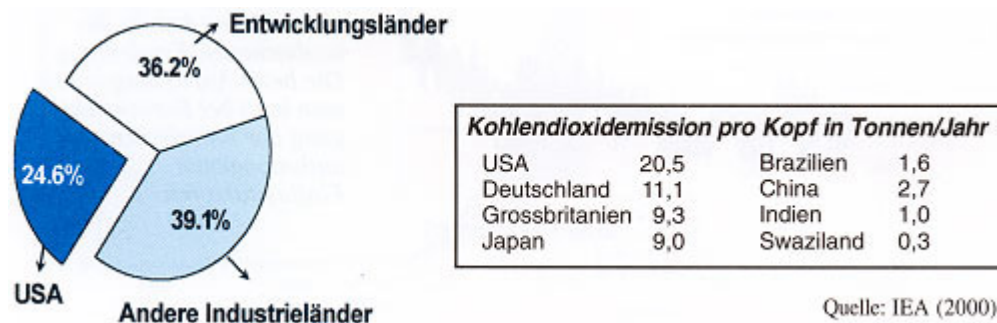 Entwicklungsländer
36.2%
24.6%
39.1%
USA
Andere Industrieländer
Kohlendioxidemission pro Kopf in Tonnen/Jahr
USA 20,5 Brazilien 1,6
Deutschland 11,1 China 2,7
Grossbritanien 9,3 Indien 1,0
Japan 9,0 Swaziland 0,3
Quelle: IEA (2000)